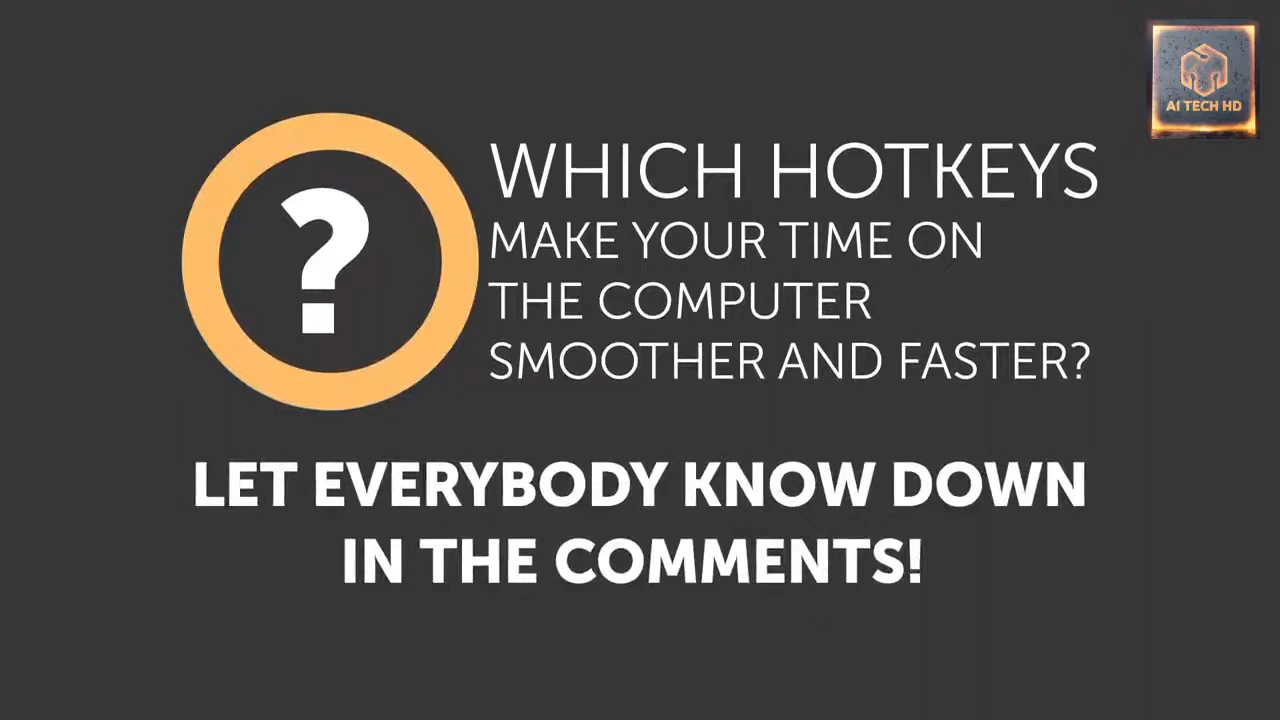 AI TECH HD
?
WHICH HOTKEYS
MAKE YOUR TIME ON
THE COMPUTER
SMOOTHER AND FASTER?
LET EVERYBODY KNOW DOWN
IN THE COMMENTS!